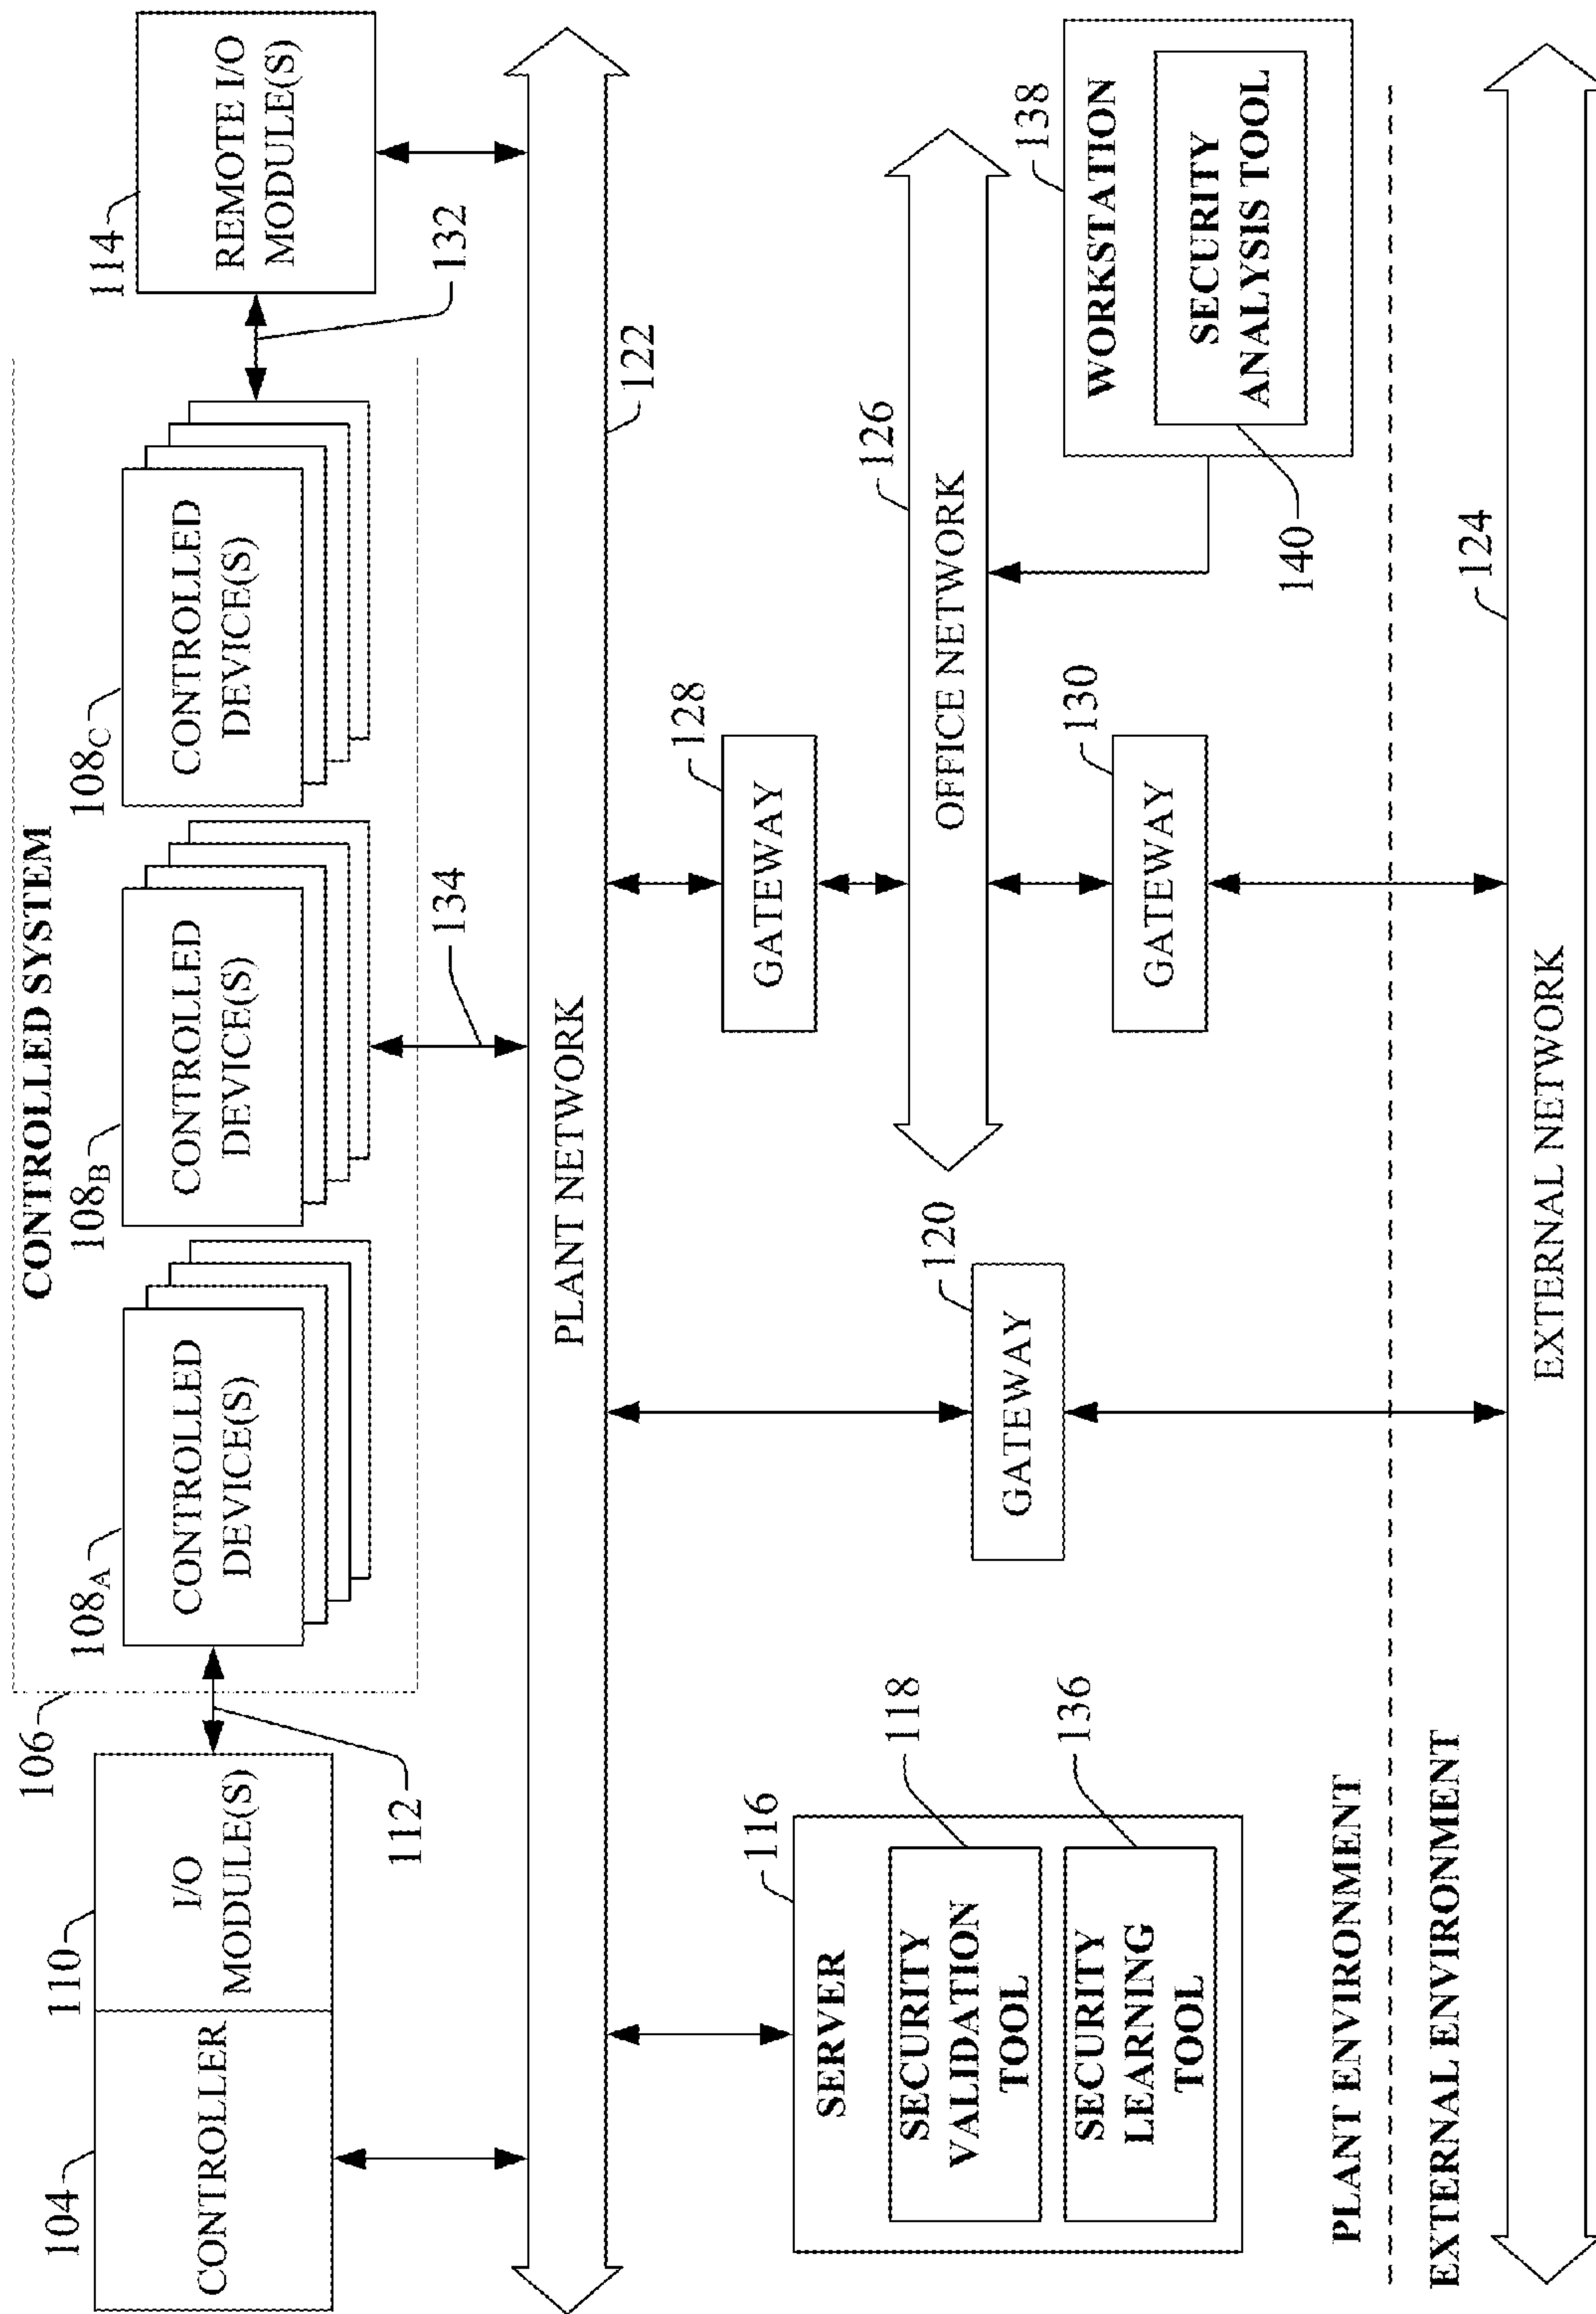 CONTROLLED SYSTEM
104
110
106
108A
108B
108C
114
CONTROLLER
I/O
MODULE(S)
CONTROLLED
DEVICE(S)
CONTROLLED
DEVICE(S)
CONTROLLED
DEVICE(S)
REMOTE I/O
MODULE(S)
112
134
132
PLANT NETWORK
122
116
SERVER
SECURITY
VALIDATION
TOOL
118
SECURITY
LEARNING
TOOL
136
120
GATEWAY
128
GATEWAY
126
OFFICE NETWORK
130
GATEWAY
138
WORKSTATION
SECURITY
ANALYSIS TOOL
140
PLANT ENVIRONMENT
EXTERNAL ENVIRONMENT
124
EXTERNAL NETWORK